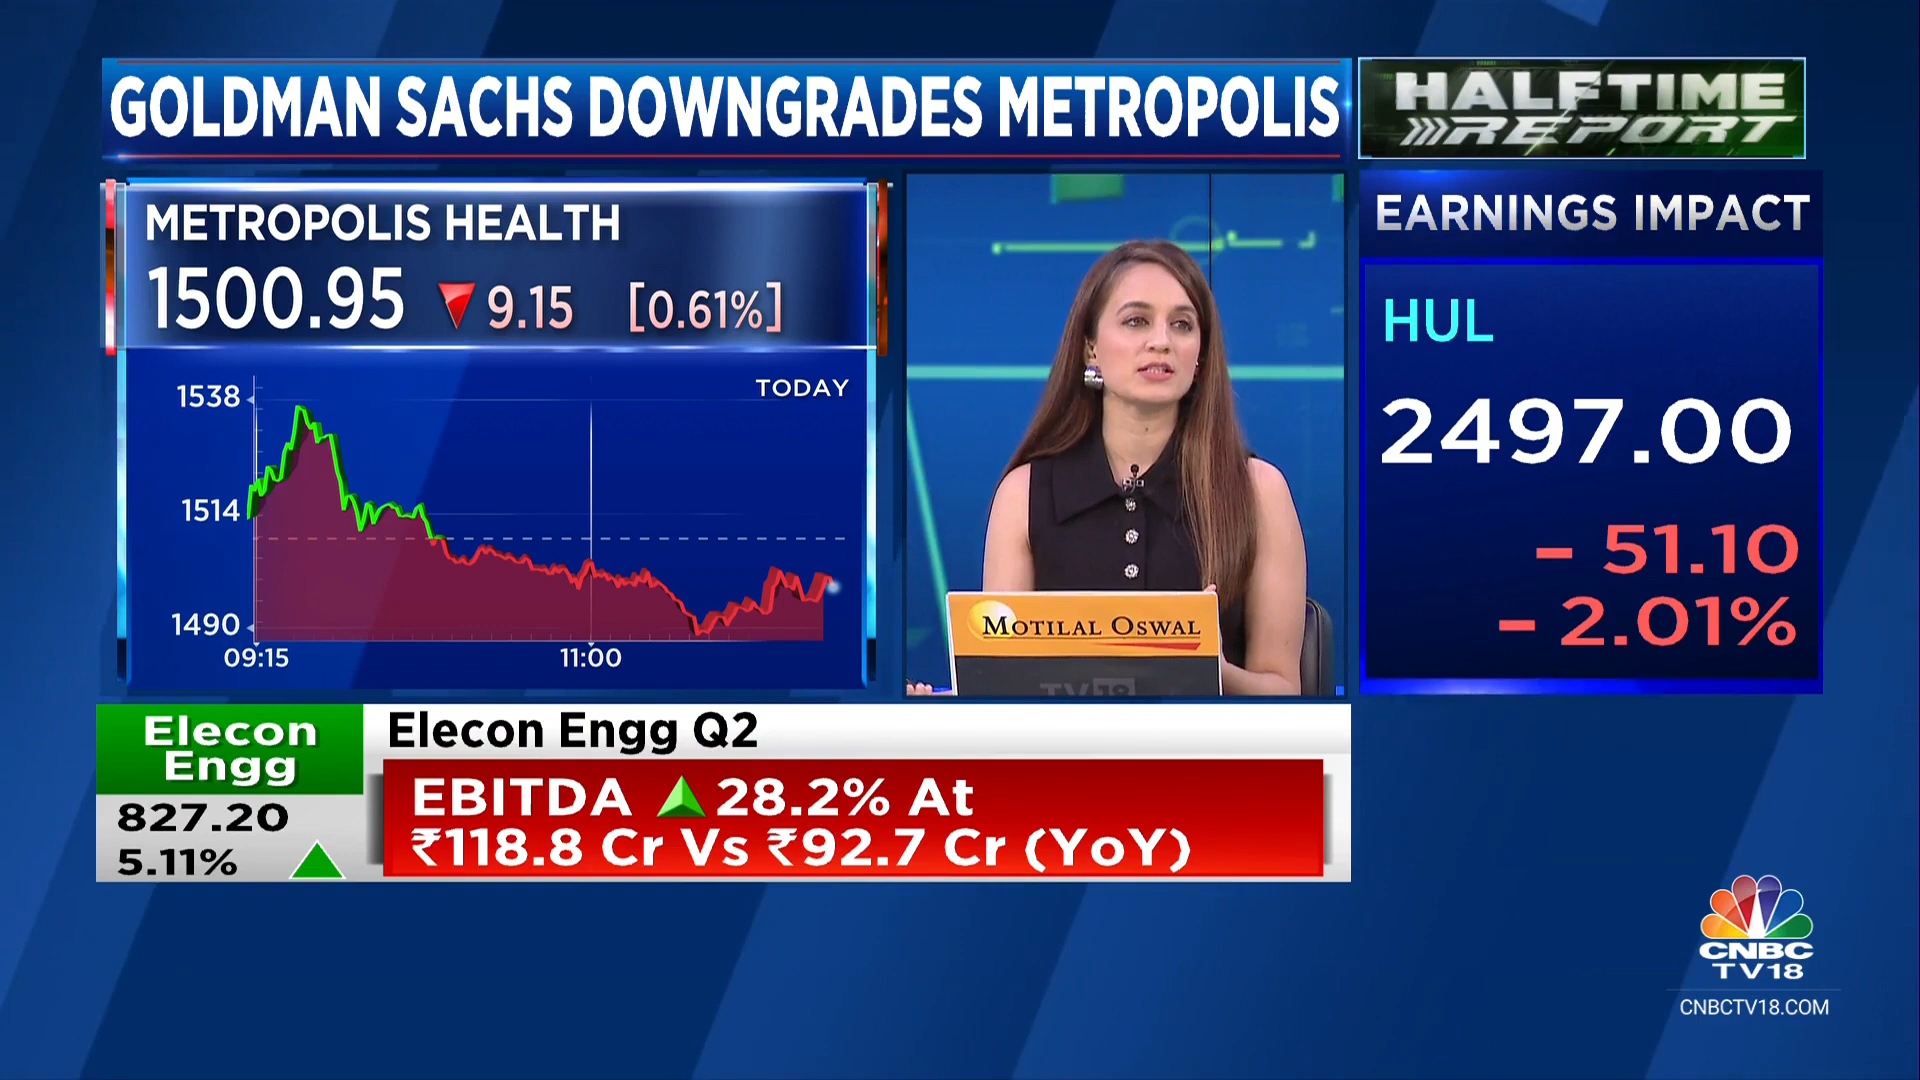 GOLDMAN SACHS DOWNGRADES METROPOLIS
HALFTIME
REPORT
METROPOLIS HEALTH
1500.95 ▼ 9.15 [0.61%]
TODAY
1538
1514
1490
09:15 11:00
MOTILAL OSWAL
TV18
EARNINGS IMPACT
HUL
2497.00
- 51.10
- 2.01%
Elecon
Engg
827.20
5.11% ▲
Elecon Engg Q2
EBITDA ▲ 28.2% At
₹118.8 Cr Vs ₹92.7 Cr (YoY)
CNBC
TV18
CNBCTV18.COM